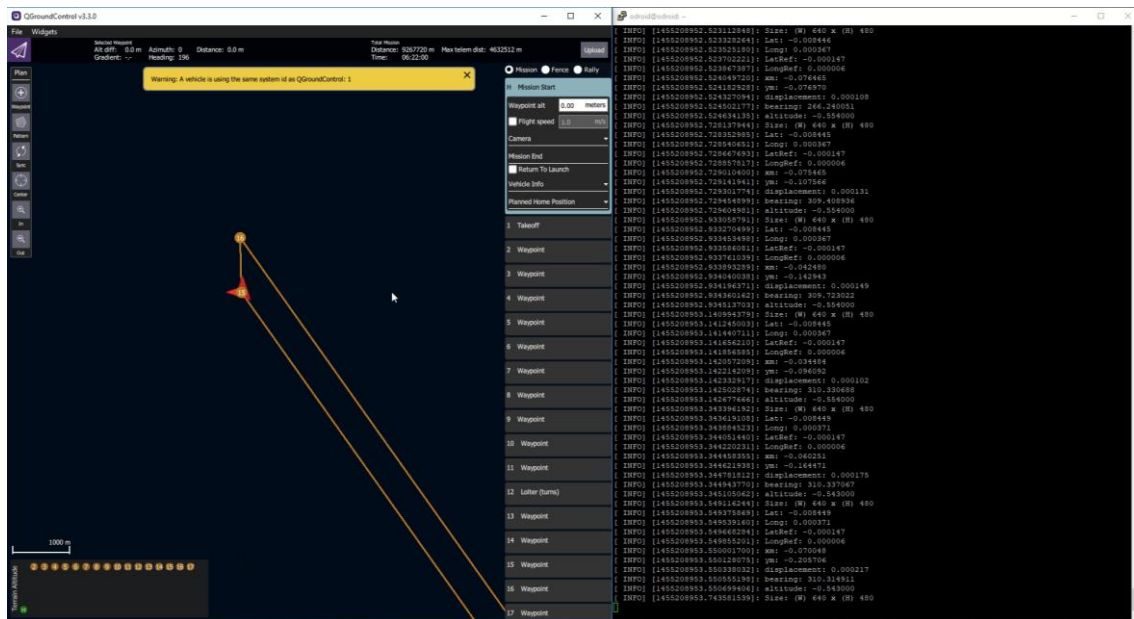 QGroundControl v3.3.0
File Widgets
Selected Waypoint
Alt diff: 0.0 m Azimuth: 0 Distance: 0.0 m
Gradient: -.- Heading: 196
Total Mission
Distance: 9267720 m Max telem dist: 4632512 m
Time: 06:22:00
Upload
Plan
Waypoint
Pattern
Sync
Center
In
Out
Warning: A vehicle is using the same system id as QGroundControl: 1
Mission Fence Rally
H Mission Start
Waypoint alt 0.00 meters
Flight speed 1.0 m/s
Camera
Mission End
Return To Launch
Vehicle Info
Planned Home Position
1 Takeoff
2 Waypoint
3 Waypoint
4 Waypoint
5 Waypoint
6 Waypoint
7 Waypoint
8 Waypoint
9 Waypoint
10 Waypoint
11 Waypoint
12 Loiter (turns)
13 Waypoint
14 Waypoint
15 Waypoint
16 Waypoint
17 Waypoint
16
15
1000 m
Terrain Altitude
2 3 4 5 6 7 8 9 10 11 12 13 14 15 16 17
H
odroid@odroid: ~
[ INFO] [1455208952.523112848]: Size: (W) 640 x (H) 480
[ INFO] [1455208952.523328264]: Lat: -0.008446
[ INFO] [1455208952.523525180]: Long: 0.000367
[ INFO] [1455208952.523702221]: LatRef: -0.000147
[ INFO] [1455208952.523867387]: LongRef: 0.000006
[ INFO] [1455208952.524049720]: xm: -0.076465
[ INFO] [1455208952.524182928]: ym: -0.076970
[ INFO] [1455208952.524327094]: displacement: 0.000108
[ INFO] [1455208952.524502177]: bearing: 266.240051
[ INFO] [1455208952.524634135]: altitude: -0.554000
[ INFO] [1455208952.728137944]: Size: (W) 640 x (H) 480
[ INFO] [1455208952.728352985]: Lat: -0.008445
[ INFO] [1455208952.728540651]: Long: 0.000367
[ INFO] [1455208952.728667693]: LatRef: -0.000147
[ INFO] [1455208952.728857817]: LongRef: 0.000006
[ INFO] [1455208952.729010400]: xm: -0.075465
[ INFO] [1455208952.729141941]: ym: -0.107566
[ INFO] [1455208952.729301774]: displacement: 0.000131
[ INFO] [1455208952.729454899]: bearing: 309.408936
[ INFO] [1455208952.729604981]: altitude: -0.554000
[ INFO] [1455208952.933058791]: Size: (W) 640 x (H) 480
[ INFO] [1455208952.933270499]: Lat: -0.008445
[ INFO] [1455208952.933453498]: Long: 0.000367
[ INFO] [1455208952.933586081]: LatRef: -0.000147
[ INFO] [1455208952.933761039]: LongRef: 0.000006
[ INFO] [1455208952.933893289]: xm: -0.042480
[ INFO] [1455208952.934040038]: ym: -0.142943
[ INFO] [1455208952.934196371]: displacement: 0.000149
[ INFO] [1455208952.934360162]: bearing: 309.723022
[ INFO] [1455208952.934513703]: altitude: -0.554000
[ INFO] [1455208953.140994379]: Size: (W) 640 x (H) 480
[ INFO] [1455208953.141245003]: Lat: -0.008445
[ INFO] [1455208953.141440711]: Long: 0.000367
[ INFO] [1455208953.141656210]: LatRef: -0.000147
[ INFO] [1455208953.141856585]: LongRef: 0.000006
[ INFO] [1455208953.142057209]: xm: -0.034484
[ INFO] [1455208953.142214209]: ym: -0.096092
[ INFO] [1455208953.142332917]: displacement: 0.000102
[ INFO] [1455208953.142502874]: bearing: 310.330688
[ INFO] [1455208953.142677666]: altitude: -0.554000
[ INFO] [1455208953.343396192]: Size: (W) 640 x (H) 480
[ INFO] [1455208953.343619108]: Lat: -0.008449
[ INFO] [1455208953.343884523]: Long: 0.000371
[ INFO] [1455208953.344051440]: LatRef: -0.000147
[ INFO] [1455208953.344220231]: LongRef: 0.000006
[ INFO] [1455208953.344458355]: xm: -0.060251
[ INFO] [1455208953.344621938]: ym: -0.164471
[ INFO] [1455208953.344781812]: displacement: 0.000175
[ INFO] [1455208953.344943770]: bearing: 310.337067
[ INFO] [1455208953.345105062]: altitude: -0.543000
[ INFO] [1455208953.549116244]: Size: (W) 640 x (H) 480
[ INFO] [1455208953.549375869]: Lat: -0.008449
[ INFO] [1455208953.549539160]: Long: 0.000371
[ INFO] [1455208953.549668284]: LatRef: -0.000147
[ INFO] [1455208953.549855201]: LongRef: 0.000006
[ INFO] [1455208953.550001700]: xm: -0.070048
[ INFO] [1455208953.550128075]: ym: -0.205706
[ INFO] [1455208953.550338032]: displacement: 0.000217
[ INFO] [1455208953.550555198]: bearing: 310.314911
[ INFO] [1455208953.550699406]: altitude: -0.543000
[ INFO] [1455208953.743581539]: Size: (W) 640 x (H) 480